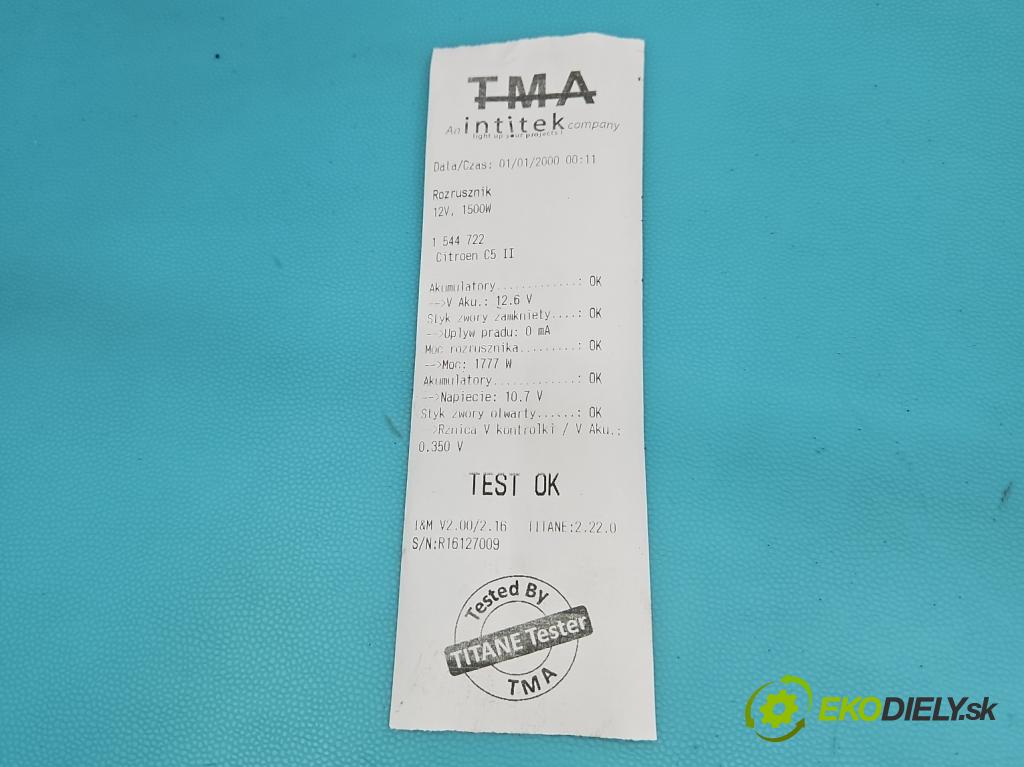 TMA
An intitek company
light up your projects!
Data/Czas: 01/01/2000 00:11
Rozrusznik
12V, 1500W
1 544 722
Citroen C5 II
Akumulatory.............: OK
-->V Aku.: 12.6 V
Styk zwory zamkniety....: OK
-->Uplyw pradu: 0 mA
Moc rozrusznika.........: OK
-->Moc: 1777 W
Akumulatory.............: OK
-->Napiecie: 10.7 V
Styk zwory otwarty......: OK
-->Rznica V kontrolki / V Aku.:
0.350 V
TEST OK
I&M V2.00/2.16 TITANE:2.22.0
S/N:R16127009
Tested By
TITANE Tester
TMA
EKODIELY.sk